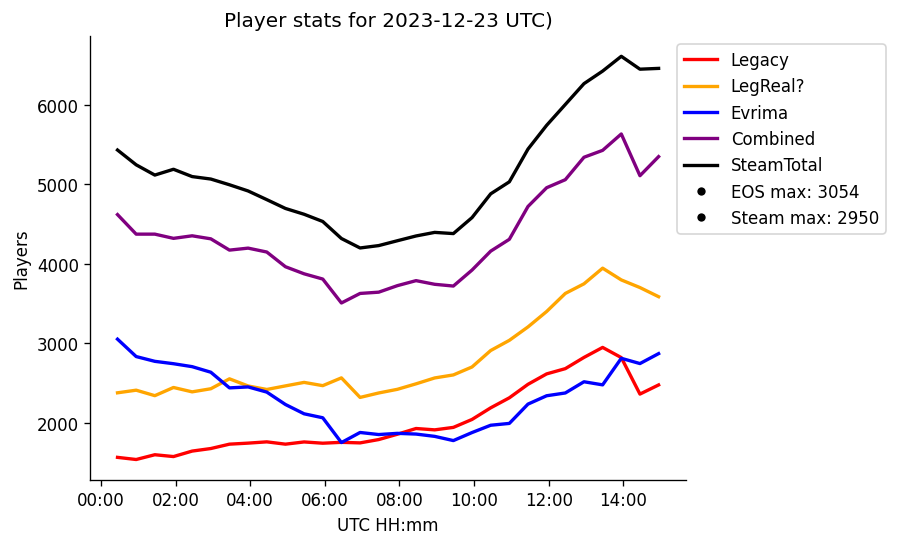 Player stats for 2023-12-23 UTC)
Legacy
LegReal?
Evrima
Combined
SteamTotal
EOS max: 3054
Steam max: 2950
Players
6000
5000
4000
3000
2000
00:00 02:00 04:00 06:00 08:00 10:00 12:00 14:00
UTC HH:mm